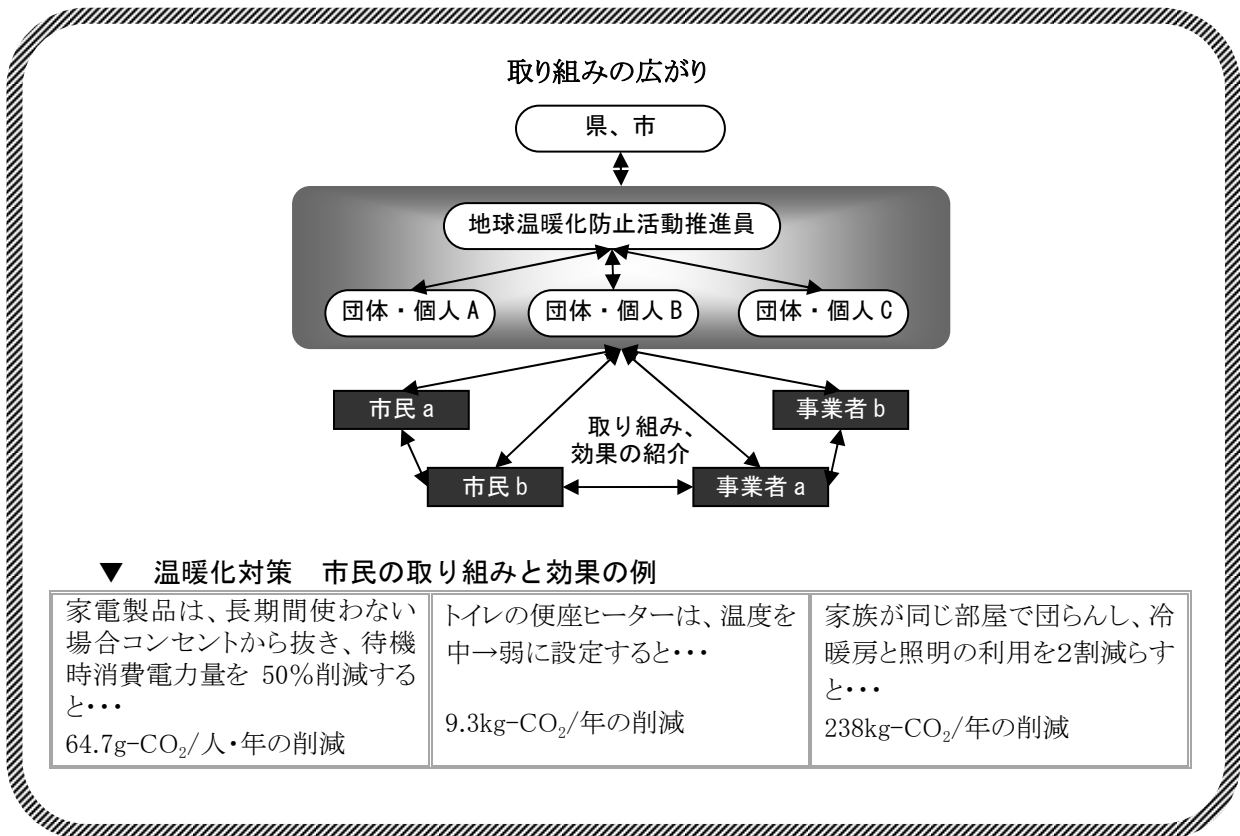 取り組みの広がり
県、市
地球温暖化防止活動推進員
団体・個人 A
団体・個人 B
団体・個人 C
市民 a
事業者 b
取り組み、
効果の紹介
市民 b
事業者 a
▼ 温暖化対策 市民の取り組みと効果の例
家電製品は、長期間使わない
場合コンセントから抜き、待機
時消費電力量を 50%削減する
と・・・
64.7g-CO₂/人・年の削減
トイレの便座ヒーターは、温度を
中→弱に設定すると・・・
9.3kg-CO₂/年の削減
家族が同じ部屋で団らんし、冷
暖房と照明の利用を2割減らす
と・・・
238kg-CO₂/年の削減